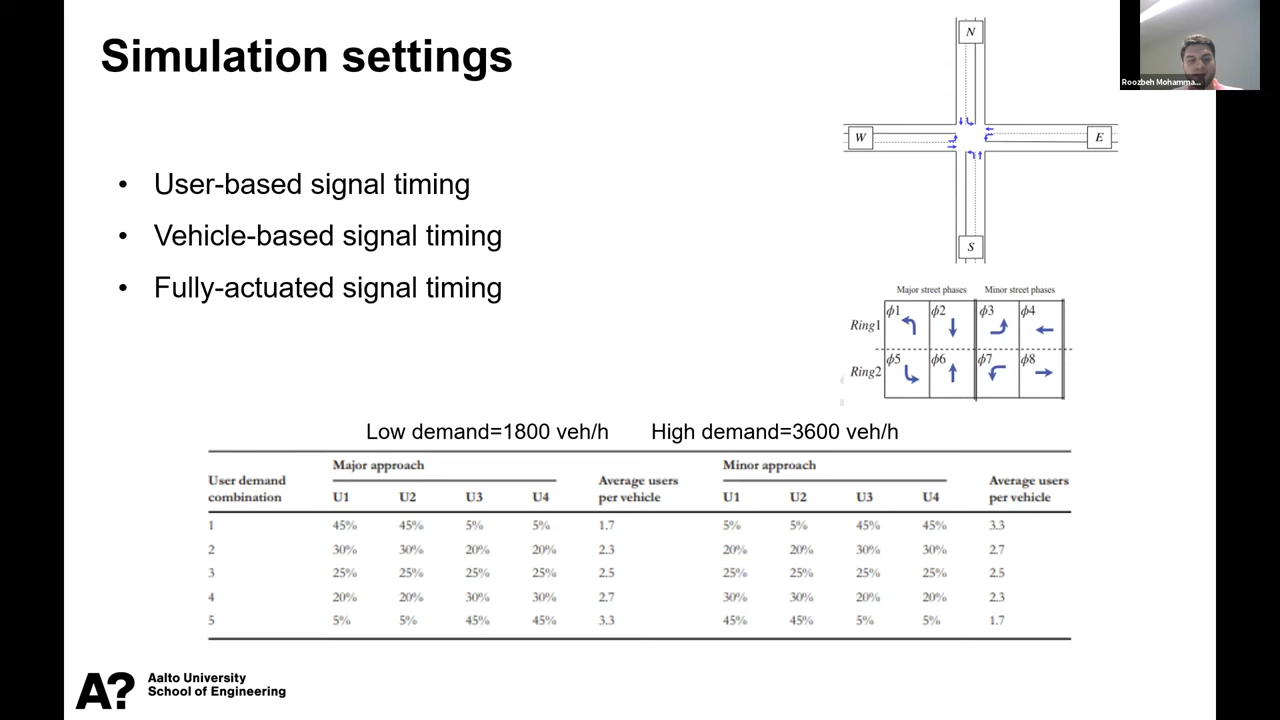 Simulation settings
• User-based signal timing
• Vehicle-based signal timing
• Fully-actuated signal timing
N
W
E
S
Roozbeh Mohamma...
Major street phases Minor street phases
Ring1 ϕ1 ϕ2 ϕ3 ϕ4
Ring2 ϕ5 ϕ6 ϕ7 ϕ8
Low demand=1800 veh/h High demand=3600 veh/h
Major approach Minor approach
User demand combination U1 U2 U3 U4 Average users per vehicle U1 U2 U3 U4 Average users per vehicle
1 45% 45% 5% 5% 1.7 5% 5% 45% 45% 3.3
2 30% 30% 20% 20% 2.3 20% 20% 30% 30% 2.7
3 25% 25% 25% 25% 2.5 25% 25% 25% 25% 2.5
4 20% 20% 30% 30% 2.7 30% 30% 20% 20% 2.3
5 5% 5% 45% 45% 3.3 45% 45% 5% 5% 1.7
A?
Aalto University
School of Engineering